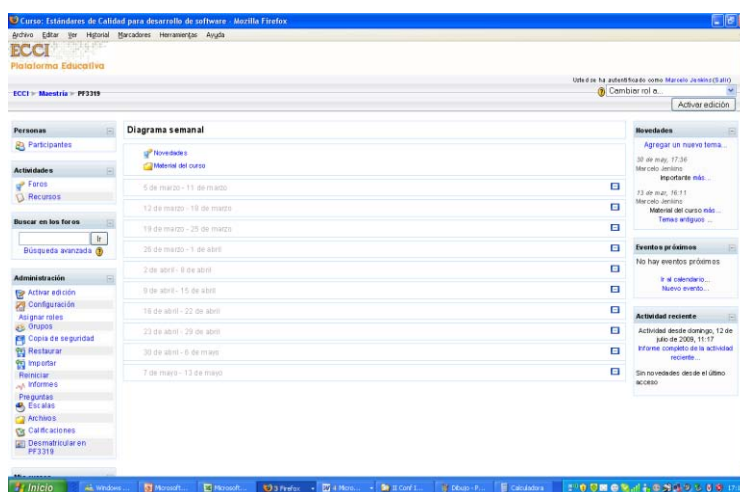 Curso: Estándares de Calidad para desarrollo de software - Mozilla Firefox
Archivo Editar Ver Historial Marcadores Herramientas Ayuda
ECCI
Plataforma Educativa
Usted se ha autentificado como Marcelo Jenkins (Salir)
ECCI ► Maestría ► PF3319
Cambiar rol a...
Activar edición
Personas
Participantes
Actividades
Foros
Recursos
Buscar en los foros
Ir
Búsqueda avanzada
Administración
Activar edición
Configuración
Asignar roles
Grupos
Copia de seguridad
Restaurar
Importar
Reiniciar
Informes
Preguntas
Escalas
Archivos
Calificaciones
Desmatricular en
PF3319
Diagrama semanal
Novedades
Material del curso
5 de marzo - 11 de marzo
12 de marzo - 18 de marzo
19 de marzo - 25 de marzo
26 de marzo - 1 de abril
2 de abril - 8 de abril
9 de abril - 15 de abril
16 de abril - 22 de abril
23 de abril - 29 de abril
30 de abril - 6 de mayo
7 de mayo - 13 de mayo
Novedades
Agregar un nuevo tema...
30 de may, 17:36
Marcelo Jenkins
Importante más...
13 de mar, 16:11
Marcelo Jenkins
Material del curso más...
Temas antiguos ...
Eventos próximos
No hay eventos próximos
Ir al calendario...
Nuevo evento...
Actividad reciente
Actividad desde domingo, 12 de
julio de 2009, 11:17
Informe completo de la actividad
reciente...
Sin novedades desde el último
acceso
Inicio
Windows...
Microsoft...
Microsoft...
3 Firefox
4 Micro...
II Conf I...
Dibujo - P...
Calculadora